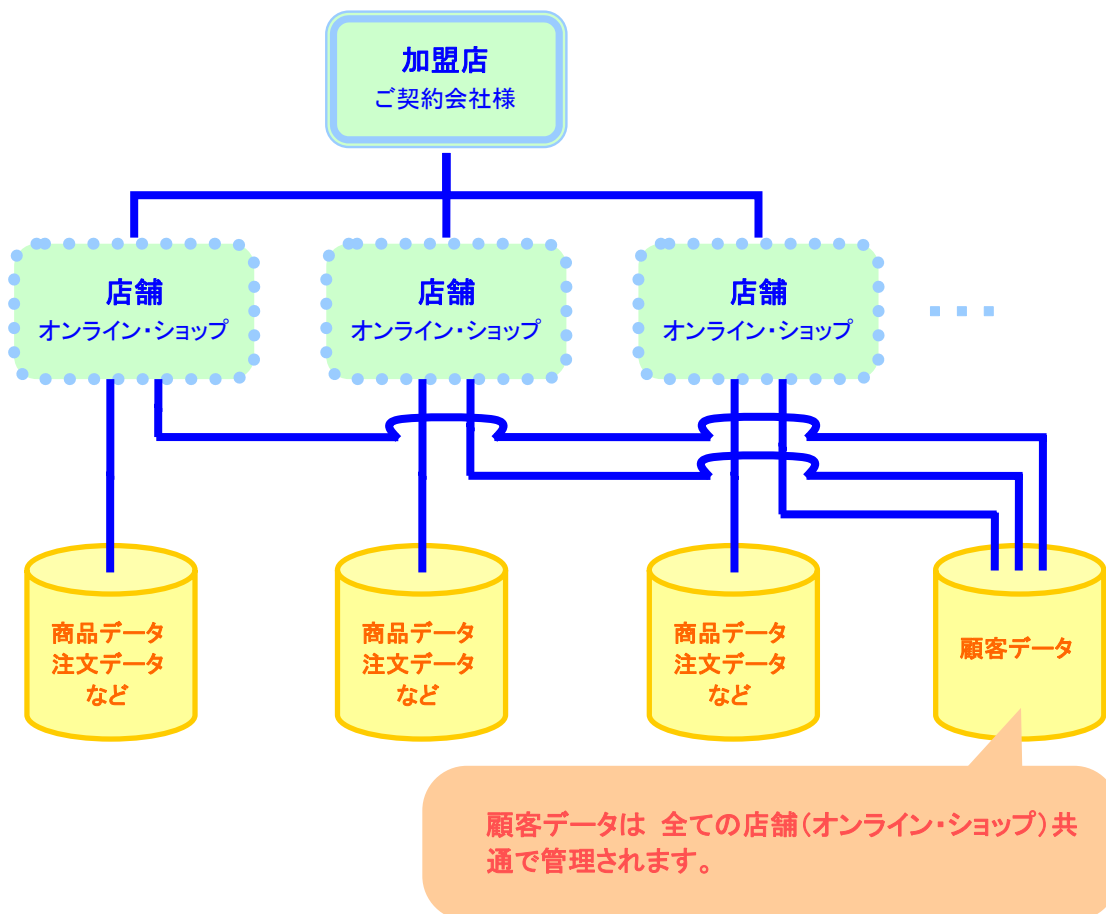 加盟店
ご契約会社様
店舗
オンライン・ショップ
店舗
オンライン・ショップ
店舗
オンライン・ショップ
商品データ
注文データ
など
商品データ
注文データ
など
商品データ
注文データ
など
顧客データ
顧客データは 全ての店舗(オンライン・ショップ)共
通で管理されます。